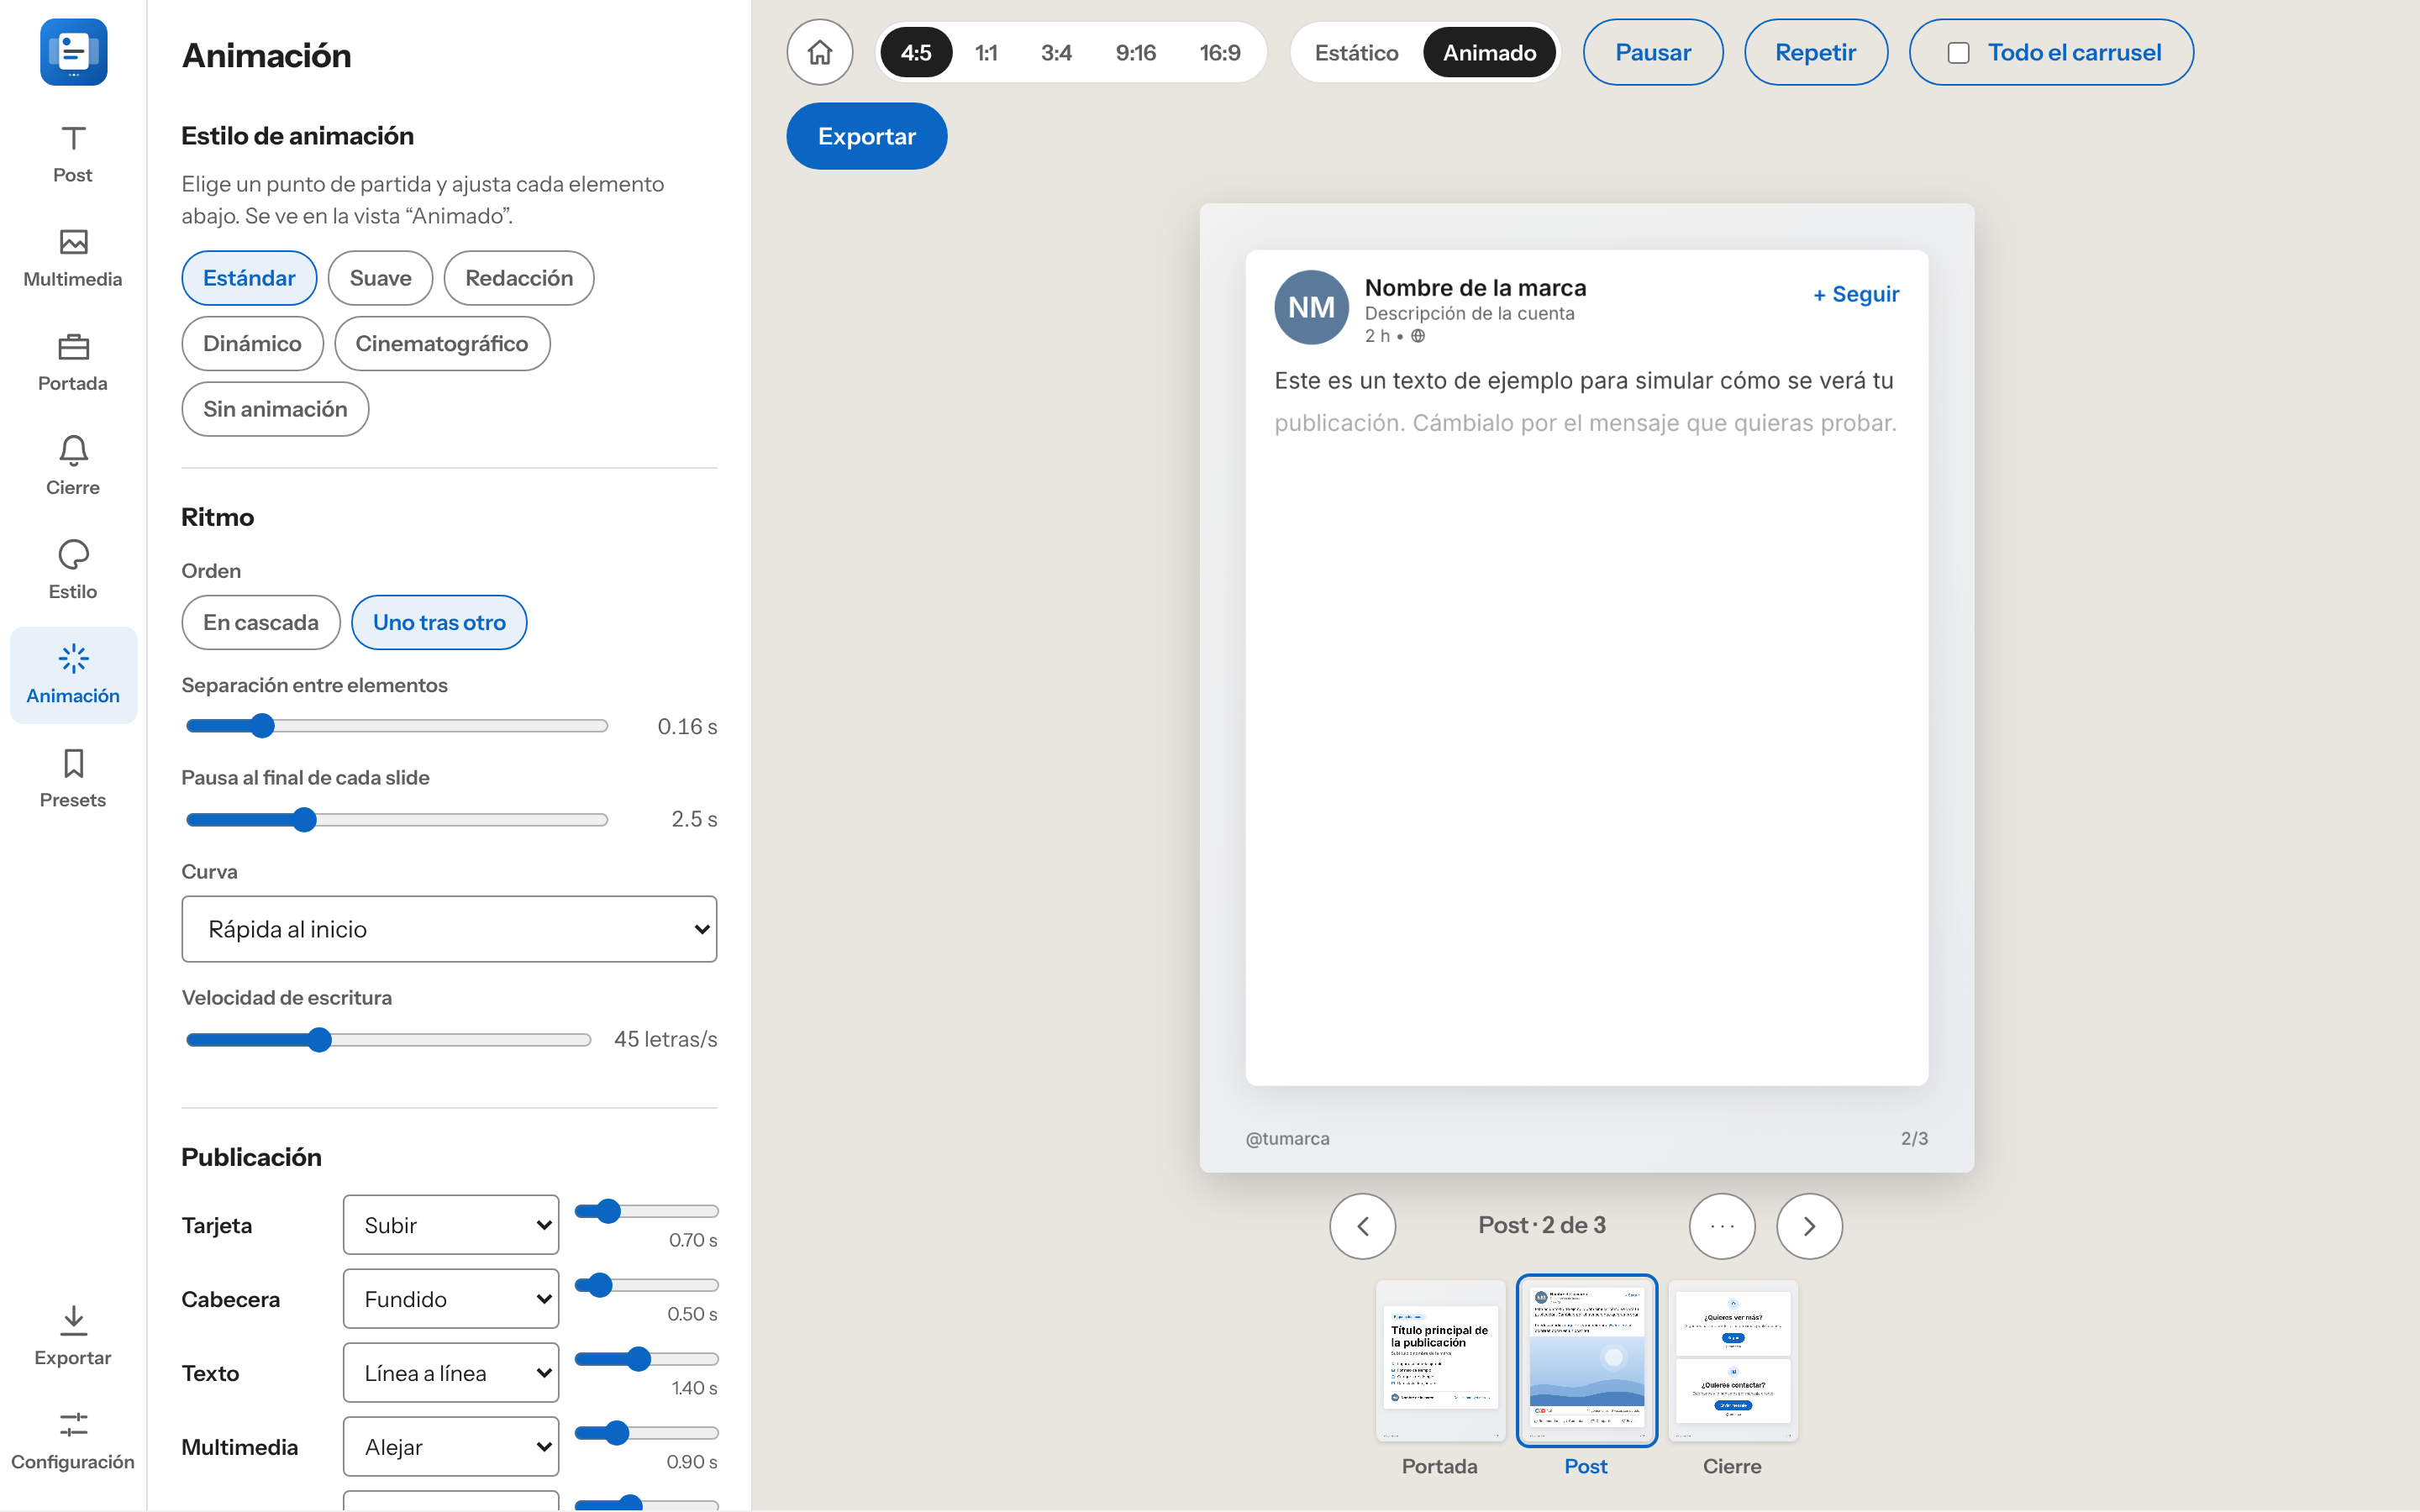 Post
Multimedia
Portada
Cierre
Estilo
Animación
Presets
Exportar
Configuración
Animación
Estilo de animación
Elige un punto de partida y ajusta cada elemento
abajo. Se ve en la vista “Animado”.
Estándar
Suave
Redacción
Dinámico
Cinematográfico
Sin animación
Ritmo
Orden
En cascada
Uno tras otro
Separación entre elementos
0.16 s
Pausa al final de cada slide
2.5 s
Curva
Rápida al inicio
Velocidad de escritura
45 letras/s
Publicación
Tarjeta
Subir
0.70 s
Cabecera
Fundido
0.50 s
Texto
Línea a línea
1.40 s
Multimedia
Alejar
0.90 s
4:5
1:1
3:4
9:16
16:9
Estático
Animado
Pausar
Repetir
Todo el carrusel
Exportar
NM
Nombre de la marca
+ Seguir
Descripción de la cuenta
2 h •
Este es un texto de ejemplo para simular cómo se verá tu
publicación. Cámbialo por el mensaje que quieras probar.
@tumarca
2/3
Post · 2 de 3
Título principal de
la publicación
¿Quieres ver más?
¿Quieres contactar?
Portada
Post
Cierre